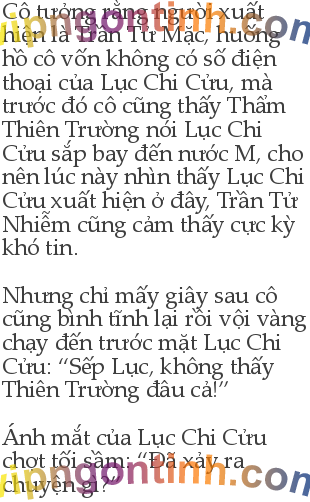 Cô tưởng rằng người xuất
hiện là Trần Tử Mặc, huống
hồ cô vốn không có số điện
thoại của Lục Chi Cửu, mà
trước đó cô cũng thấy Thẩm
Thiên Trường nói Lục Chi
Cửu sắp bay đến nước M, cho
nên lúc này nhìn thấy Lục Chi
Cửu xuất hiện ở đây, Trần Tử
Nhiễm cũng cảm thấy cực kỳ
khó tin.
Nhưng chỉ mấy giây sau cô
cũng bình tĩnh lại rồi vội vàng
chạy đến trước mặt Lục Chi
Cửu: “Sếp Lục, không thấy
Thiên Trường đâu cả!”
Ánh mắt của Lục Chi Cửu
chợt tối sầm: “Đã xảy ra
chuyện gì?”
vipngontinh.com
vipngontinh.com